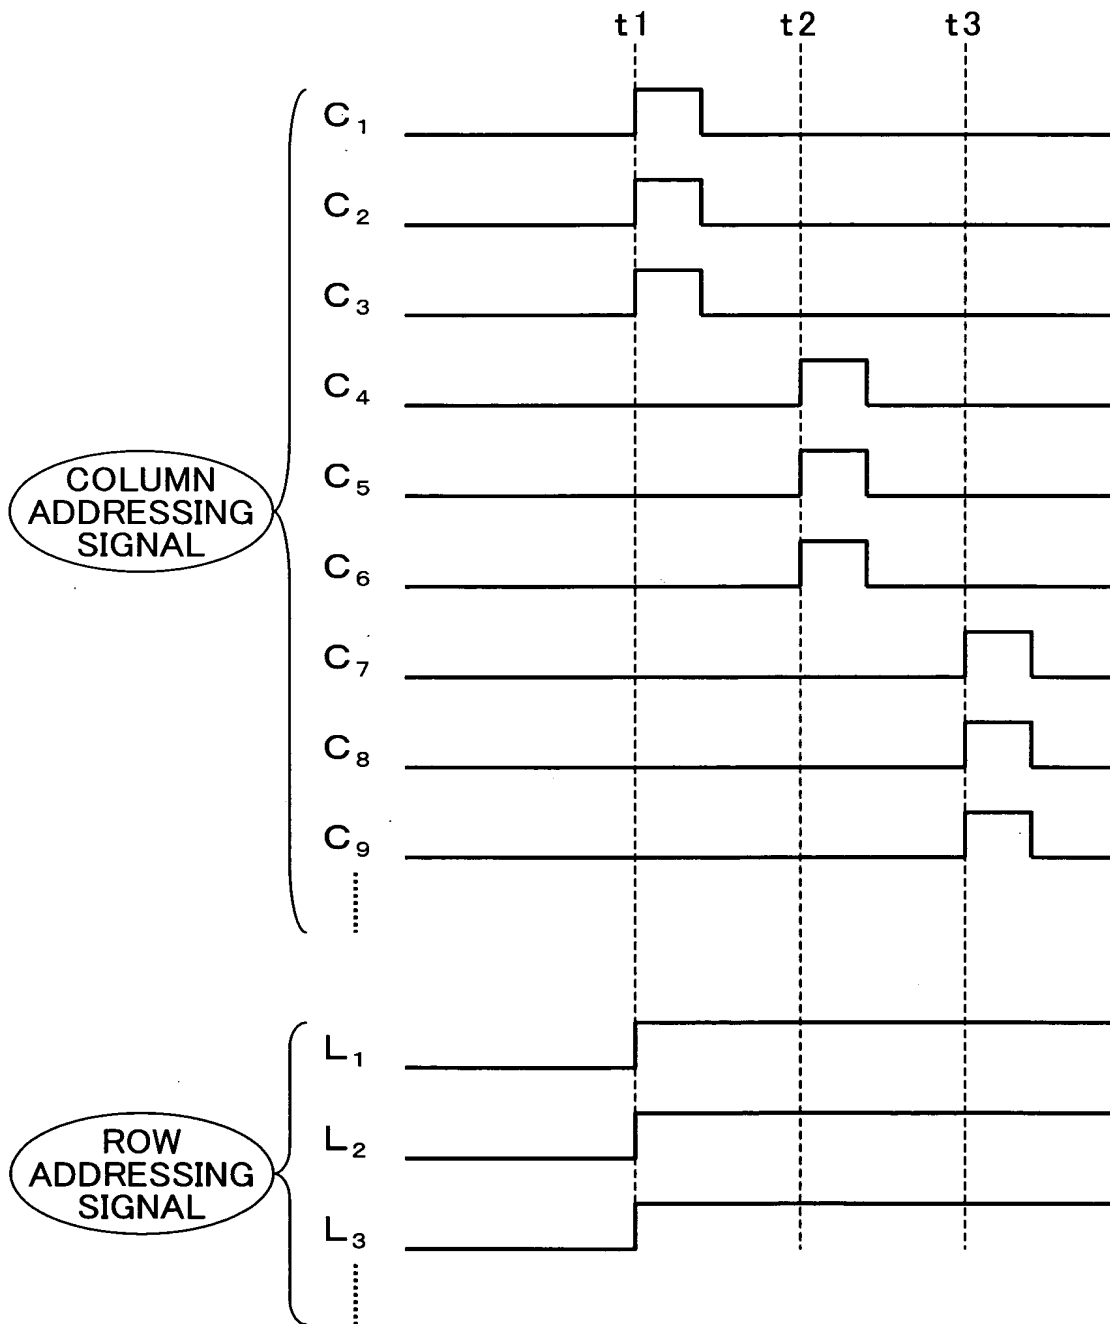 t1 t2 t3
C1
C2
C3
C4
C5
C6
C7
C8
C9
COLUMN
ADDRESSING
SIGNAL
L1
L2
L3
ROW
ADDRESSING
SIGNAL